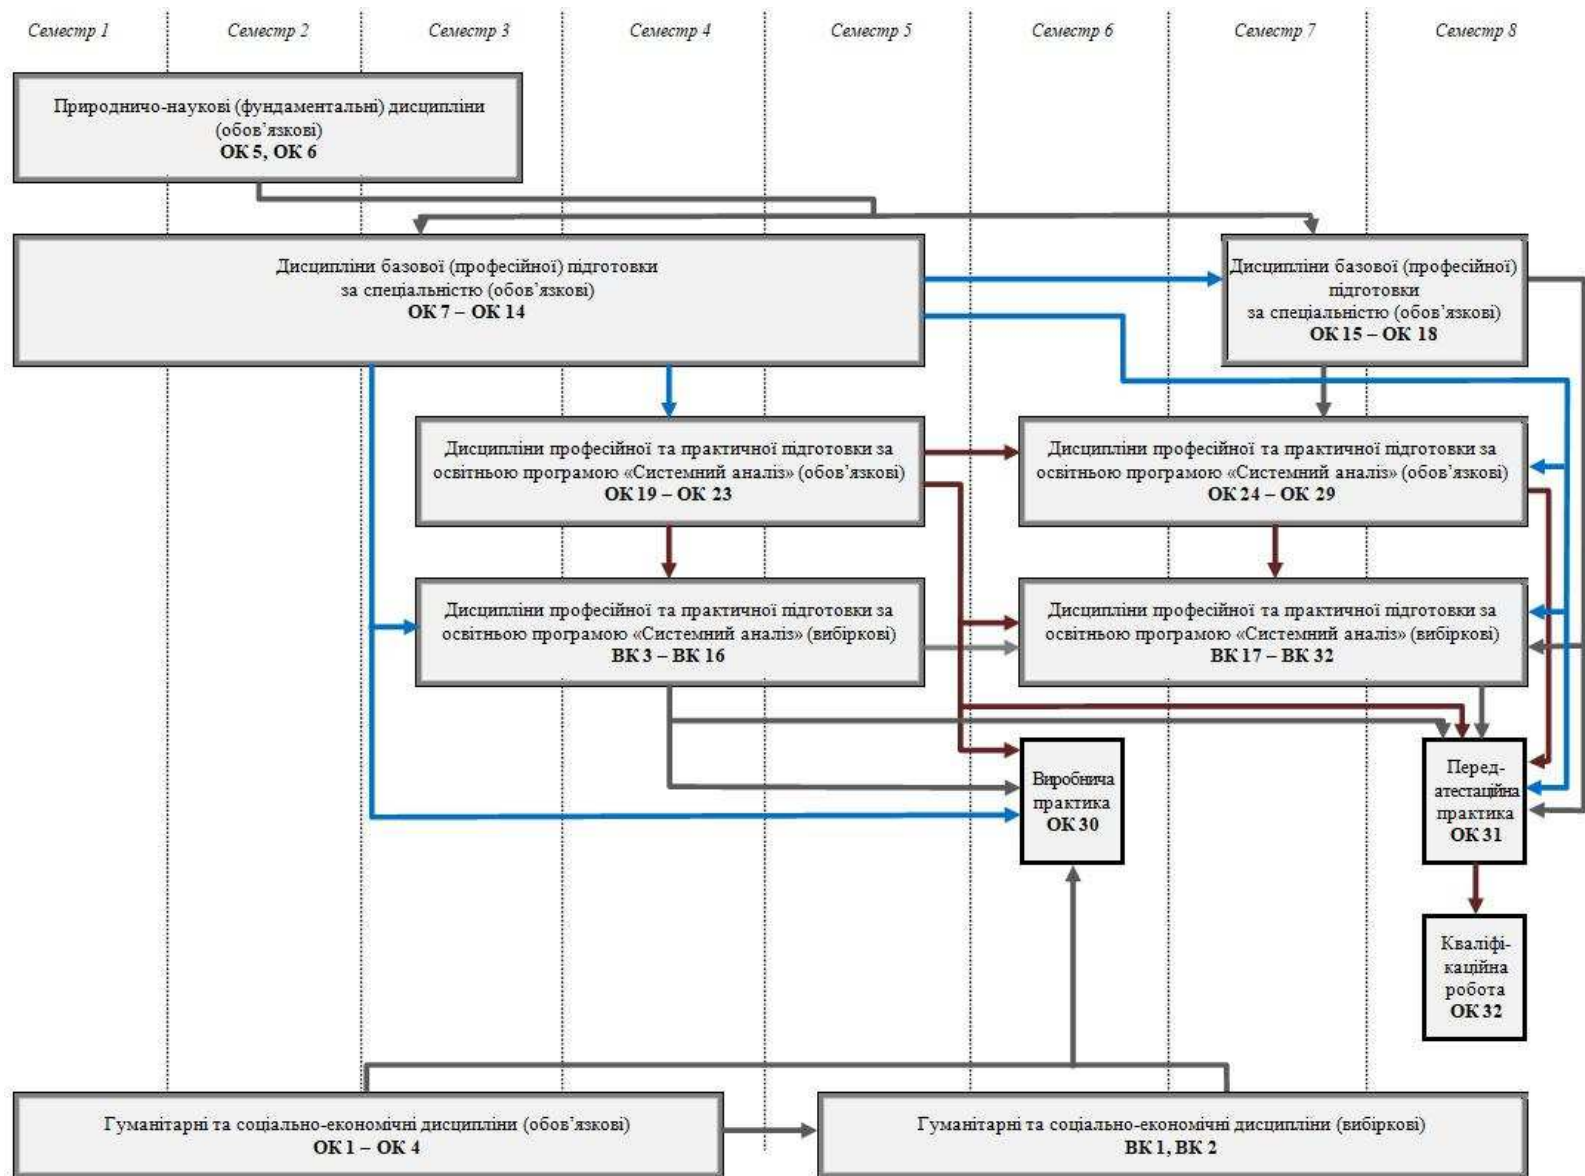 Семестр 1
Семестр 2
Семестр 3
Семестр 4
Семестр 5
Семестр 6
Семестр 7
Семестр 8
Природничо-наукові (фундаментальні) дисципліни
(обов’язкові)
ОК 5, ОК 6
Дисципліни базової (професійної) підготовки
за спеціальністю (обов’язкові)
ОК 7 – ОК 14
Дисципліни базової (професійної)
підготовки
за спеціальністю (обов’язкові)
ОК 15 – ОК 18
Дисципліни професійної та практичної підготовки за
освітньою програмою «Системний аналіз» (обов’язкові)
ОК 19 – ОК 23
Дисципліни професійної та практичної підготовки за
освітньою програмою «Системний аналіз» (обов’язкові)
ОК 24 – ОК 29
Дисципліни професійної та практичної підготовки за
освітньою програмою «Системний аналіз» (вибіркові)
ВК 3 – ВК 16
Дисципліни професійної та практичної підготовки за
освітньою програмою «Системний аналіз» (вибіркові)
ВК 17 – ВК 32
Виробнича
практика
ОК 30
Перед-
атестаційна
практика
ОК 31
Кваліфі-
каційна
робота
ОК 32
Гуманітарні та соціально-економічні дисципліни (обов’язкові)
ОК 1 – ОК 4
Гуманітарні та соціально-економічні дисципліни (вибіркові)
ВК 1, ВК 2